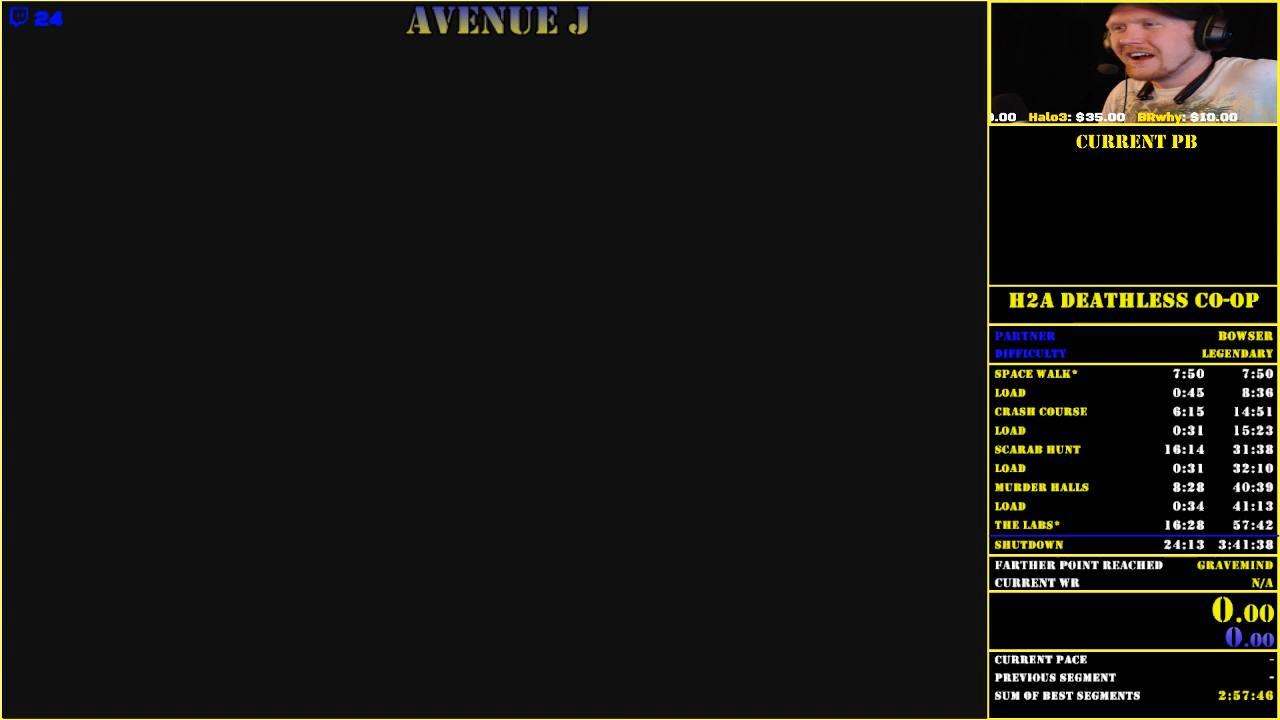 24
AVENUE J
.00 Halo3: $35.00 BRwhy: $10.00
CURRENT PB
H2A DEATHLESS CO-OP
PARTNER BOWSER
DIFFICULTY LEGENDARY
SPACE WALK* 7:50 7:50
LOAD 0:45 8:36
CRASH COURSE 6:15 14:51
LOAD 0:31 15:23
SCARAB HUNT 16:14 31:38
LOAD 0:31 32:10
MURDER HALLS 8:28 40:39
LOAD 0:34 41:13
THE LABS* 16:28 57:42
SHUTDOWN 24:13 3:41:38
FARTHER POINT REACHED GRAVEMIND
CURRENT WR N/A
0.00
0.00
CURRENT PACE -
PREVIOUS SEGMENT -
SUM OF BEST SEGMENTS 2:57:46